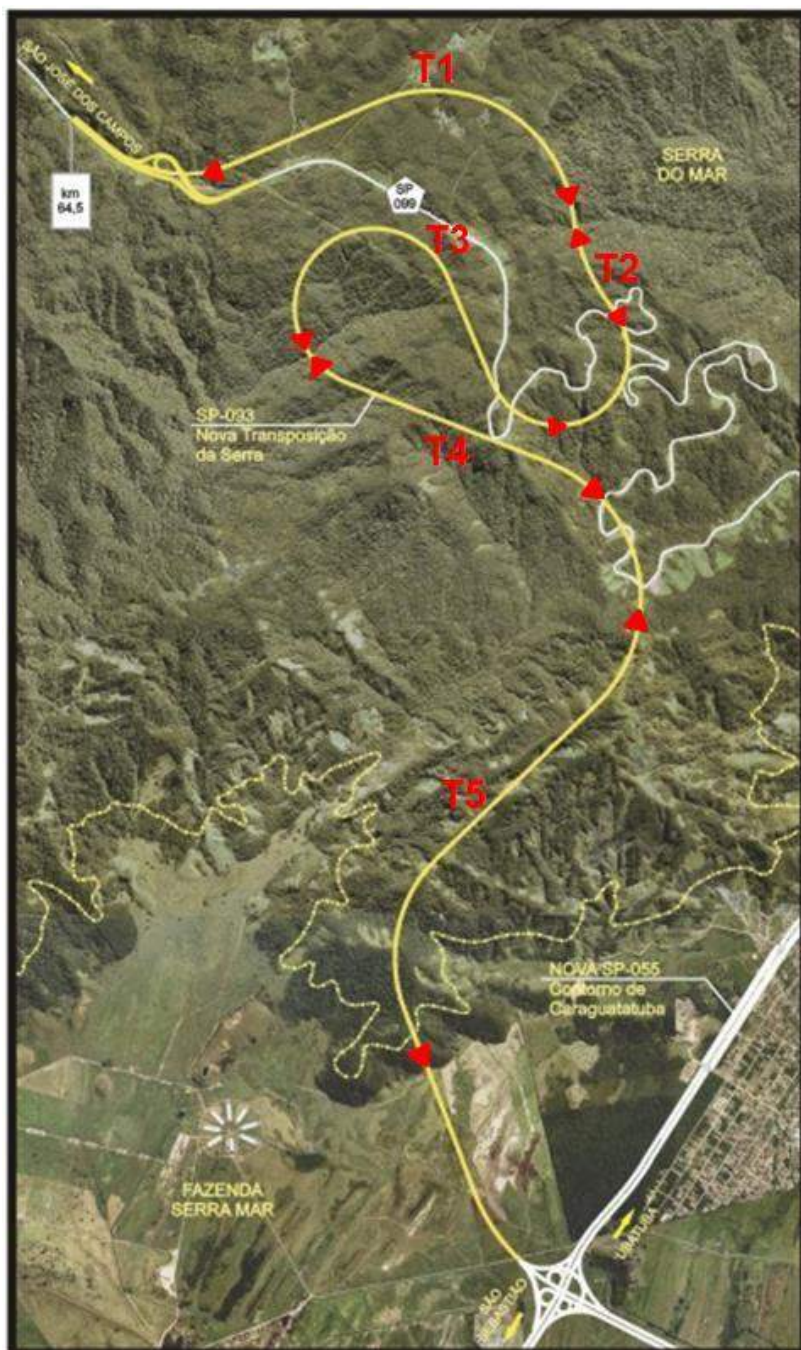 T1
SÃO JOSÉ DOS CAMPOS
SERRA
DO MAR
km
64,5
SP
099
T3
T2
SP-093
Nova Transposição
da Serra
T4
T5
NOVA SP-055
Contorno de
Caraguatatuba
FAZENDA
SERRA MAR
UBATUBA
SÃO
SEBASTIÃO